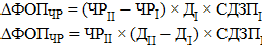 ΔФОПЧР = (ЧРII − ЧРI) × ДI × СДЗПI
ΔФОПЧР = ЧРII × (ДII − ДI) × СДЗПI